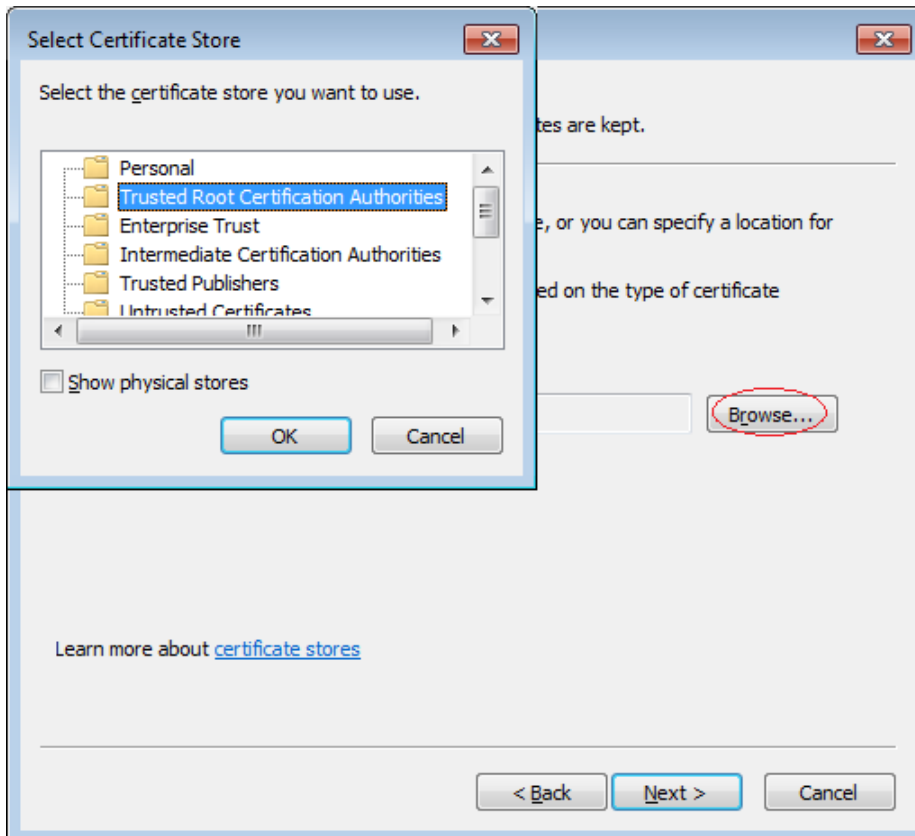 Select Certificate Store
Select the certificate store you want to use.
tes are kept.
Personal
Trusted Root Certification Authorities
Enterprise Trust
Intermediate Certification Authorities
Trusted Publishers
Untrusted Certificates
e, or you can specify a location for
ed on the type of certificate
Show physical stores
OK
Cancel
Browse...
Learn more about certificate stores
< Back
Next >
Cancel